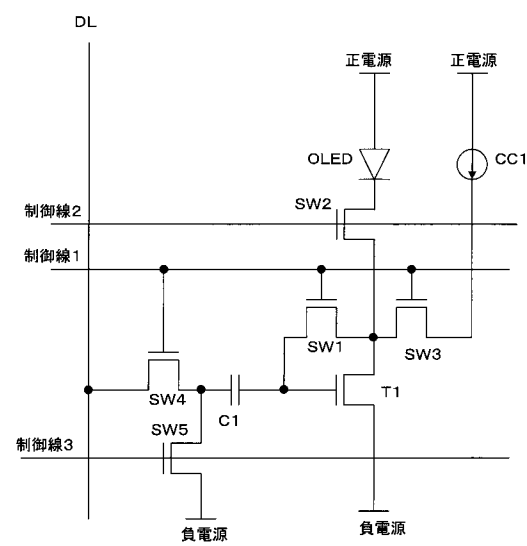 DL
正電源
正電源
OLED
CC1
SW2
制御線2
制御線1
SW1
SW3
SW4
C1
T1
SW5
制御線3
負電源
負電源